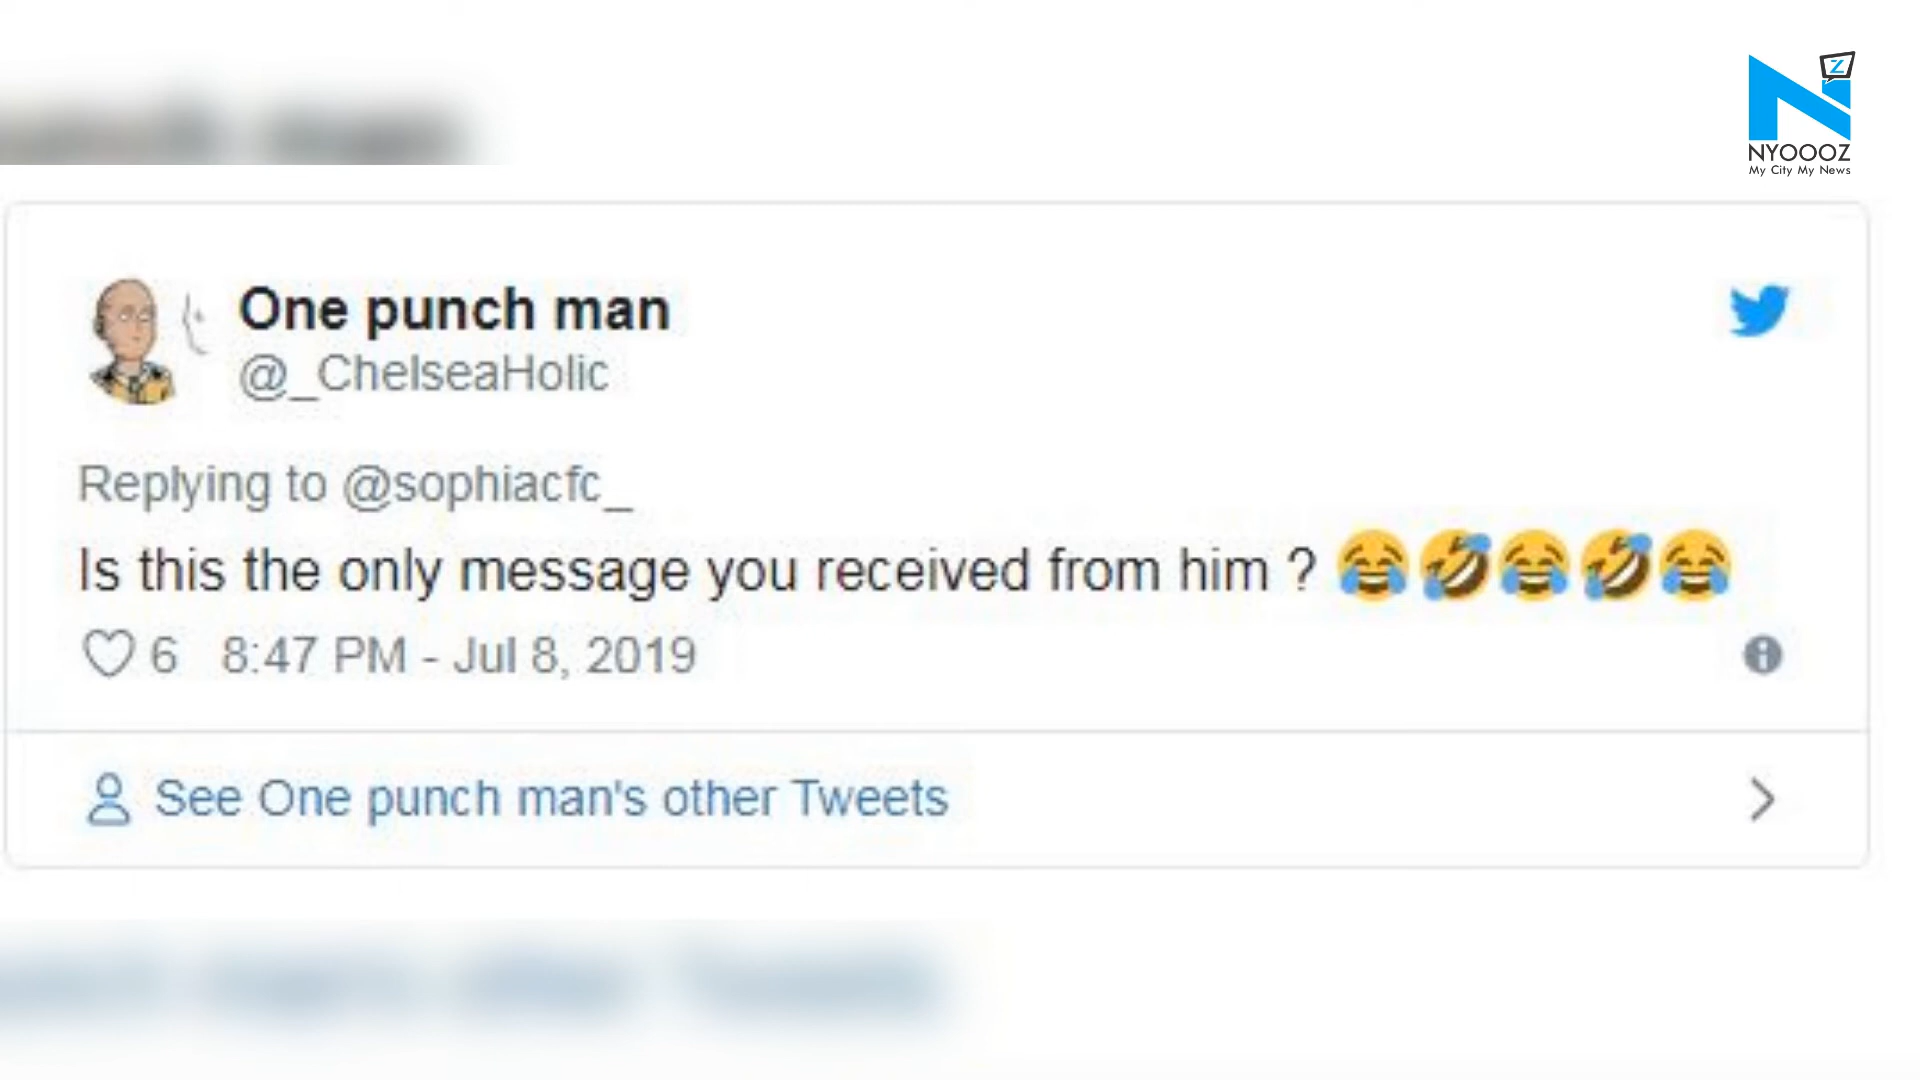 Z
NYOOOZ
My City My News
One punch man
@_ChelseaHolic
Replying to @sophiacfc_
Is this the only message you received from him ? 😂🤣😂🤣😂
6 8:47 PM - Jul 8, 2019
See One punch man's other Tweets